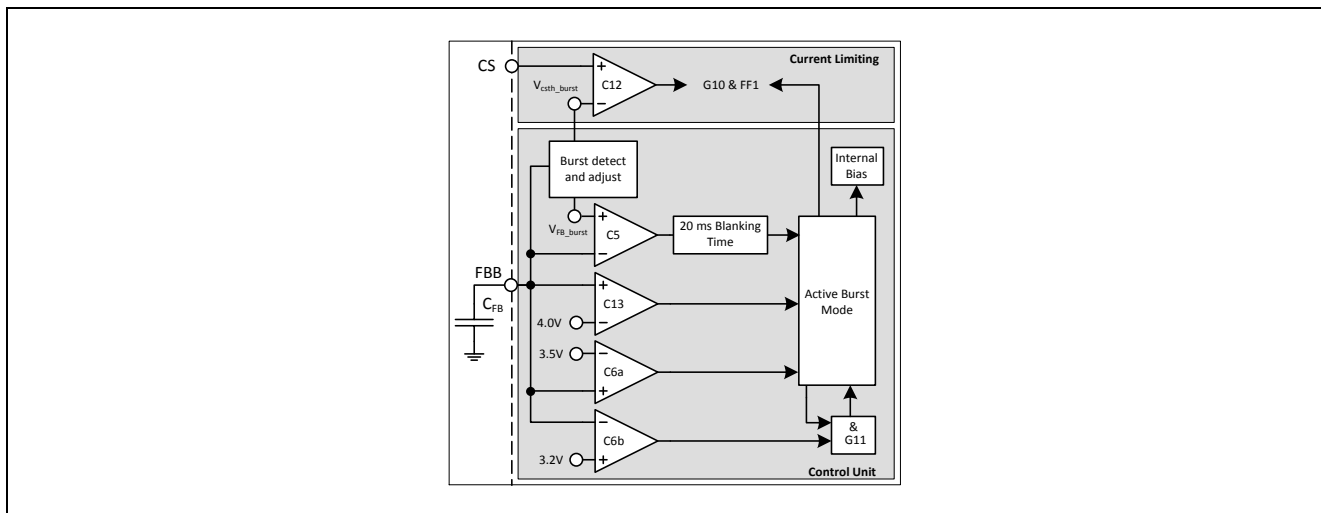 Current Limiting
CS
+
C12
−
V_csth_burst
G10 & FF1
Burst detect
and adjust
Internal
Bias
V_FB_burst
+
C5
−
20 ms Blanking
Time
FBB
C_FB
+
C13
−
4.0V
Active Burst
Mode
3.5V
−
C6a
+
−
C6b
+
3.2V
&
G11
Control Unit